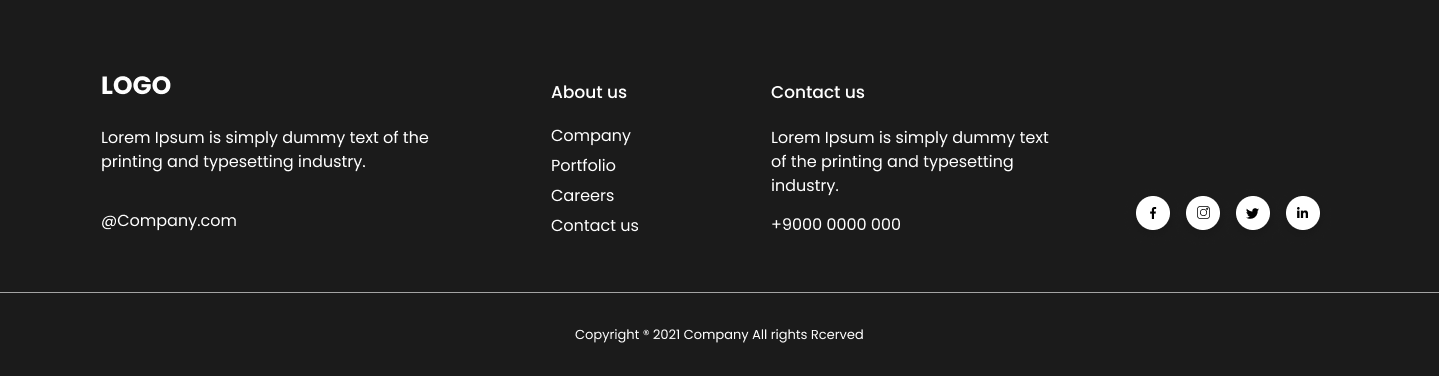 LOGO
Lorem Ipsum is simply dummy text of the
printing and typesetting industry.
@Company.com
About us
Company
Portfolio
Careers
Contact us
Contact us
Lorem Ipsum is simply dummy text
of the printing and typesetting
industry.
+9000 0000 000
Copyright ® 2021 Company All rights Rcerved